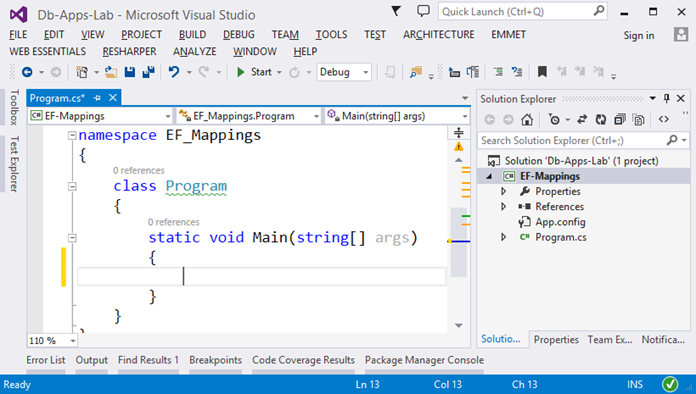 Db-Apps-Lab - Microsoft Visual Studio
Quick Launch (Ctrl+Q)
FILE EDIT VIEW PROJECT BUILD DEBUG TEAM TOOLS TEST ARCHITECTURE EMMET Sign in
WEB ESSENTIALS RESHARPER ANALYZE WINDOW HELP
Start Debug
Toolbox
Test Explorer
Program.cs*
EF-Mappings EF_Mappings.Program Main(string[] args)
namespace EF_Mappings
{
0 references
class Program
{
0 references
static void Main(string[] args)
{
}
}
110 %
Solution Explorer
Search Solution Explorer (Ctrl+;)
Solution 'Db-Apps-Lab' (1 project)
C# EF-Mappings
Properties
References
App.config
C# Program.cs
Solutio... Properties Team Ex... Notifica...
Error List Output Find Results 1 Breakpoints Code Coverage Results Package Manager Console
Ready Ln 13 Col 13 Ch 13 INS